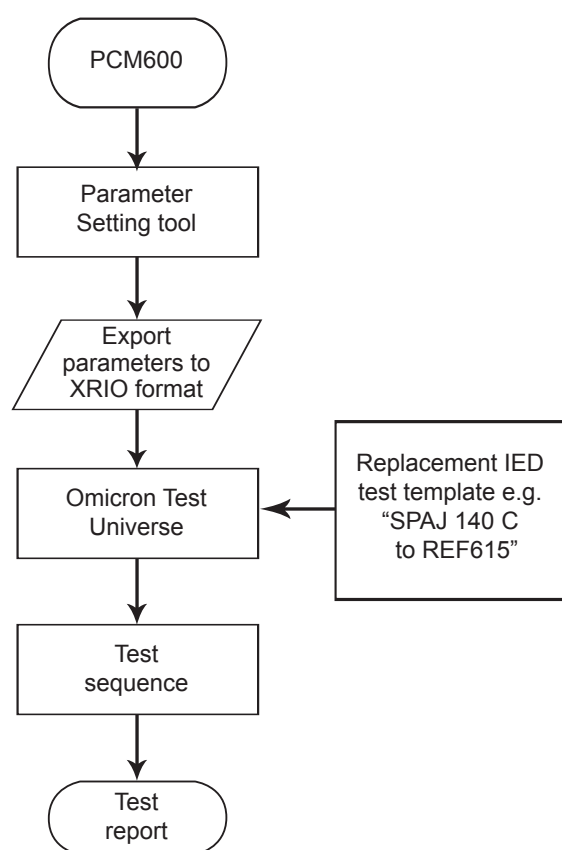 PCM600
Parameter
Setting tool
Export
parameters to
XRIO format
Omicron Test
Universe
Replacement IED
test template e.g.
“SPAJ 140 C
to REF615”
Test
sequence
Test
report